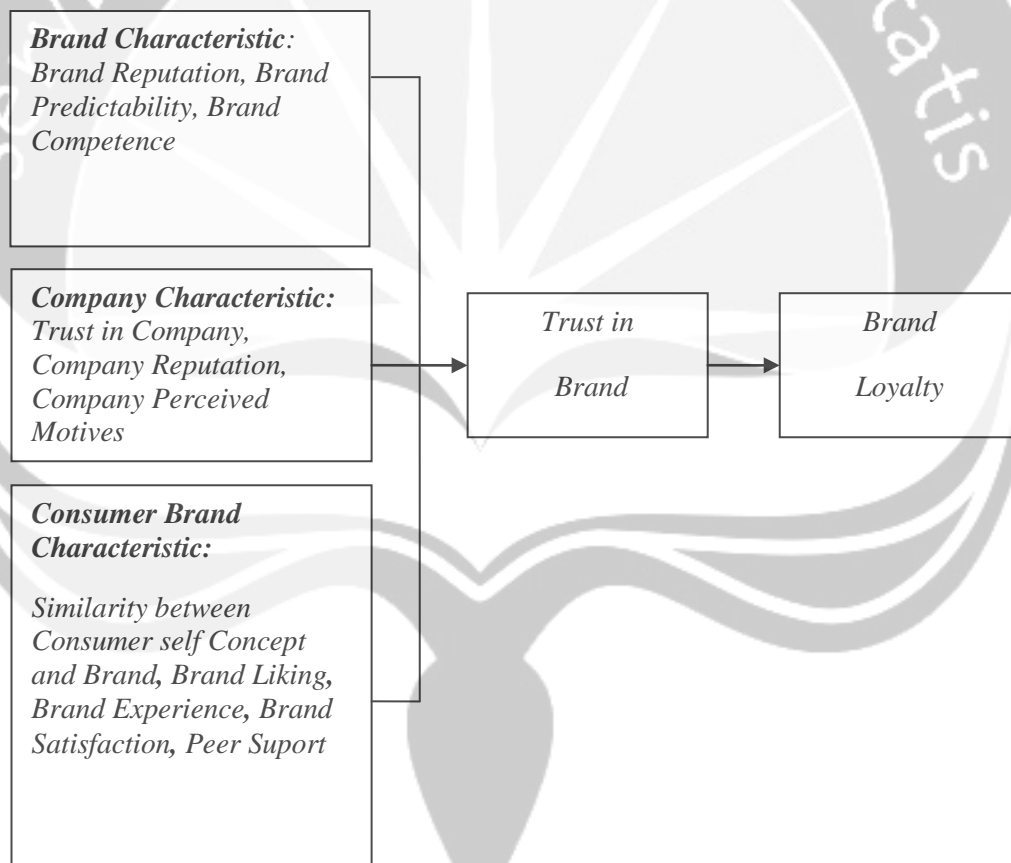 Brand Characteristic:
Brand Reputation, Brand
Predictability, Brand
Competence
Company Characteristic:
Trust in Company,
Company Reputation,
Company Perceived
Motives
Consumer Brand
Characteristic:
Similarity between
Consumer self Concept
and Brand, Brand Liking,
Brand Experience, Brand
Satisfaction, Peer Suport
Trust in
Brand
Brand
Loyalty